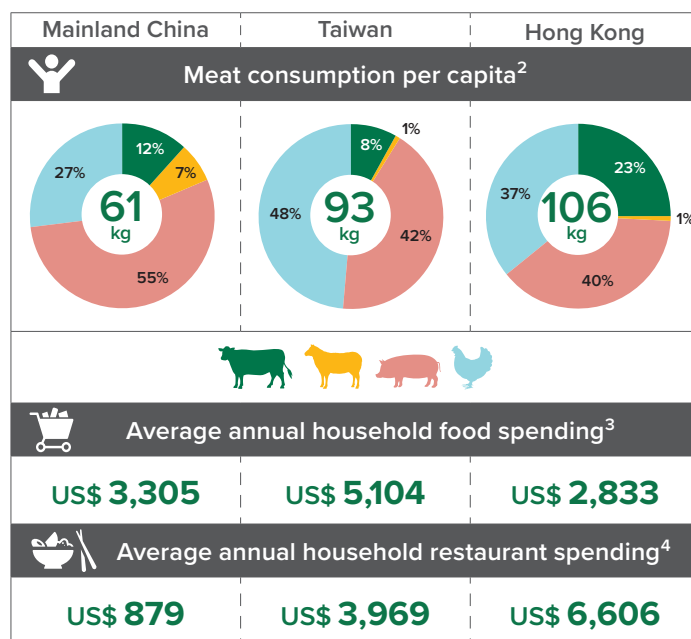 Mainland China Taiwan Hong Kong
Meat consumption per capita2
12%
7%
55%
27%
61
kg
8%
1%
42%
48%
93
kg
23%
1%
40%
37%
106
kg
Average annual household food spending3
US$ 3,305 US$ 5,104 US$ 2,833
Average annual household restaurant spending4
US$ 879 US$ 3,969 US$ 6,606